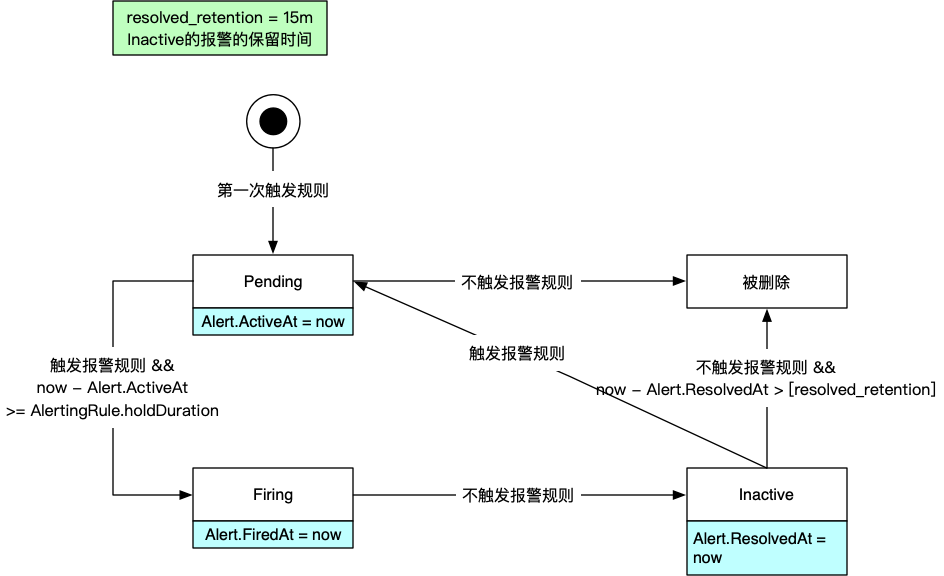 resolved_retention = 15m
Inactive的报警的保留时间
第一次触发规则
Pending
Alert.ActiveAt = now
不触发报警规则
被删除
触发报警规则 &&
now - Alert.ActiveAt
>= AlertingRule.holdDuration
触发报警规则
不触发报警规则 &&
now - Alert.ResolvedAt > [resolved_retention]
Firing
Alert.FiredAt = now
不触发报警规则
Inactive
Alert.ResolvedAt =
now